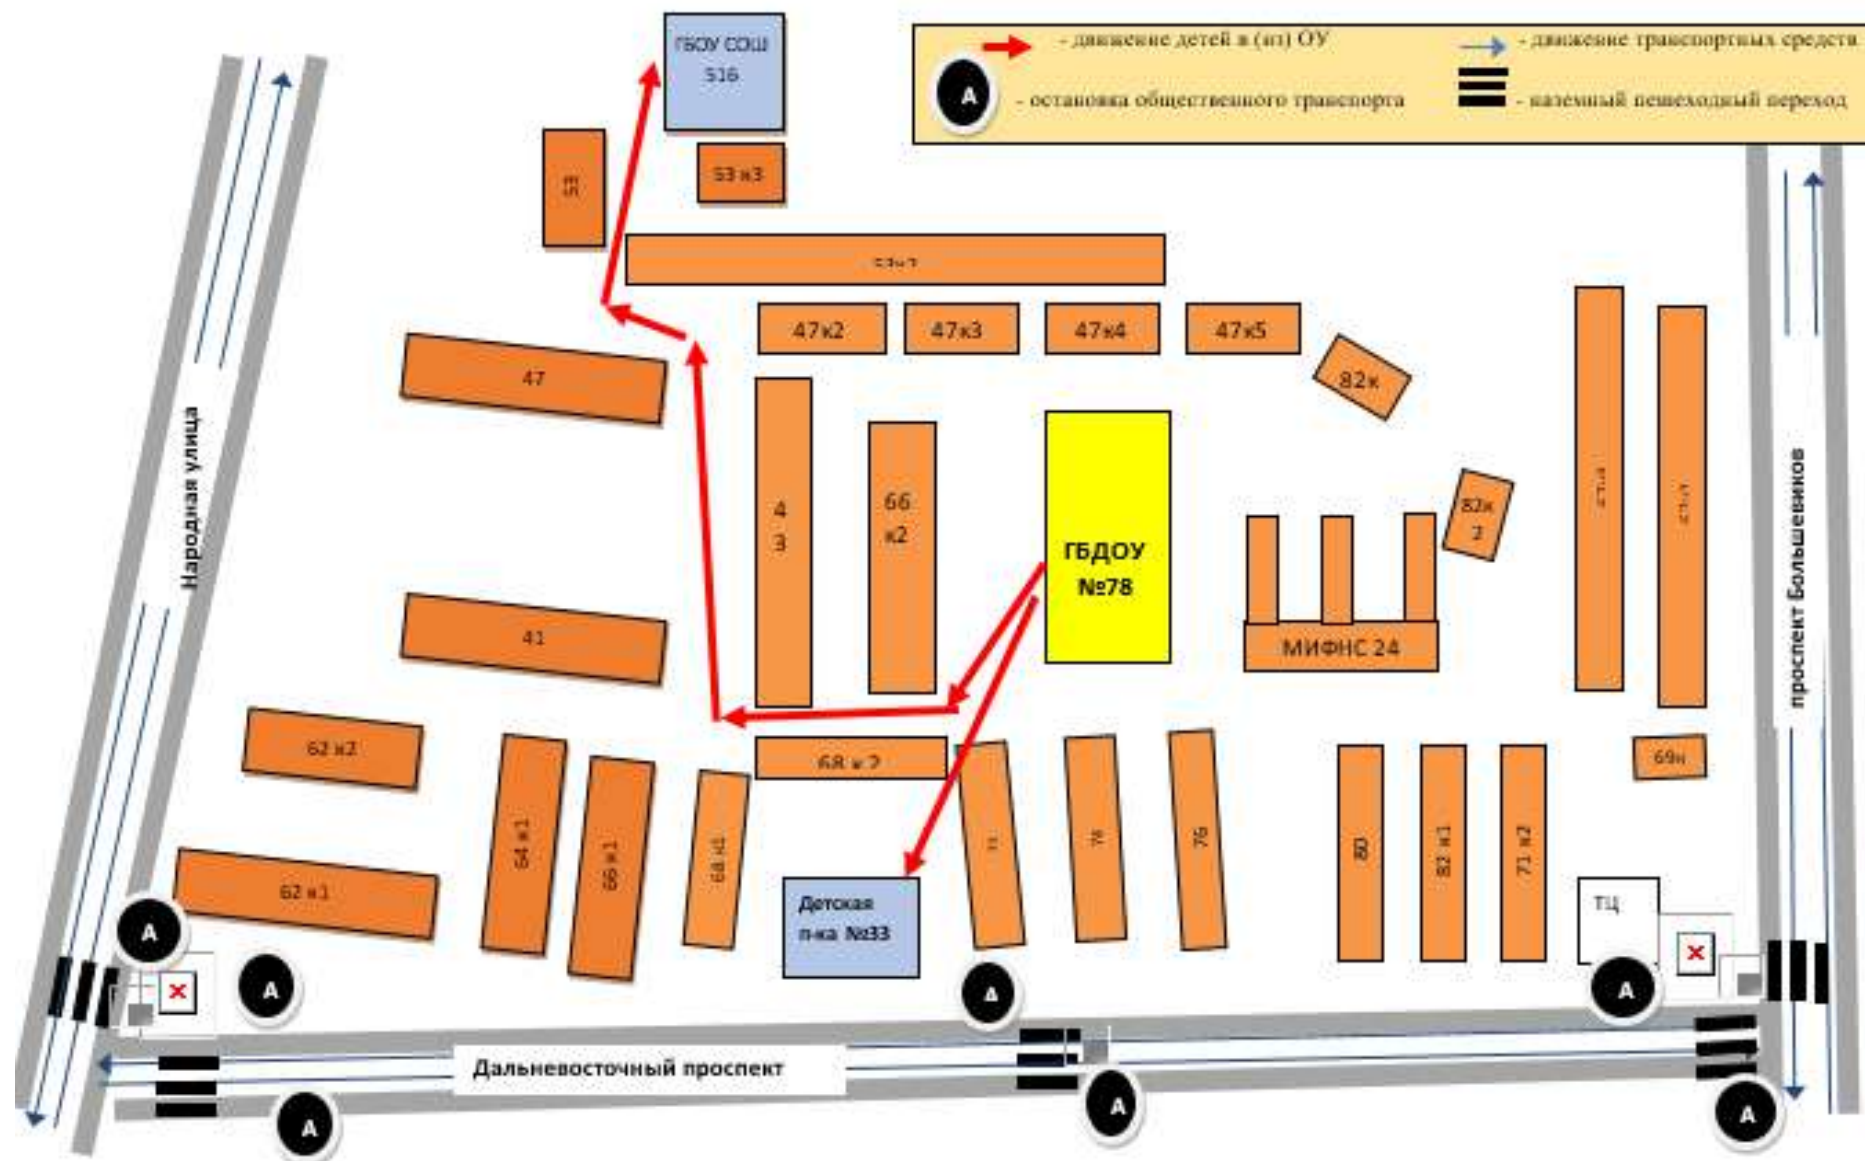 ГБОУ СОШ
516
- движение детей в (из) ОУ
- движение транспортных средств
А
- остановка общественного транспорта
- наземный пешеходный переход
53
53 к3
47к2
47к3
47к4
47к5
47
82к
Народная улица
4
3
66
к2
ГБДОУ
№78
82к
2
проспект Большевиков
41
МИФНС 24
62 к2
68 к 2
69к
64 к1
66 к1
68 к1
76
80
82 к1
71 к2
62 к1
Детская
п-ка №33
ТЦ
А
А
А
А
Дальневосточный проспект
А
А
А